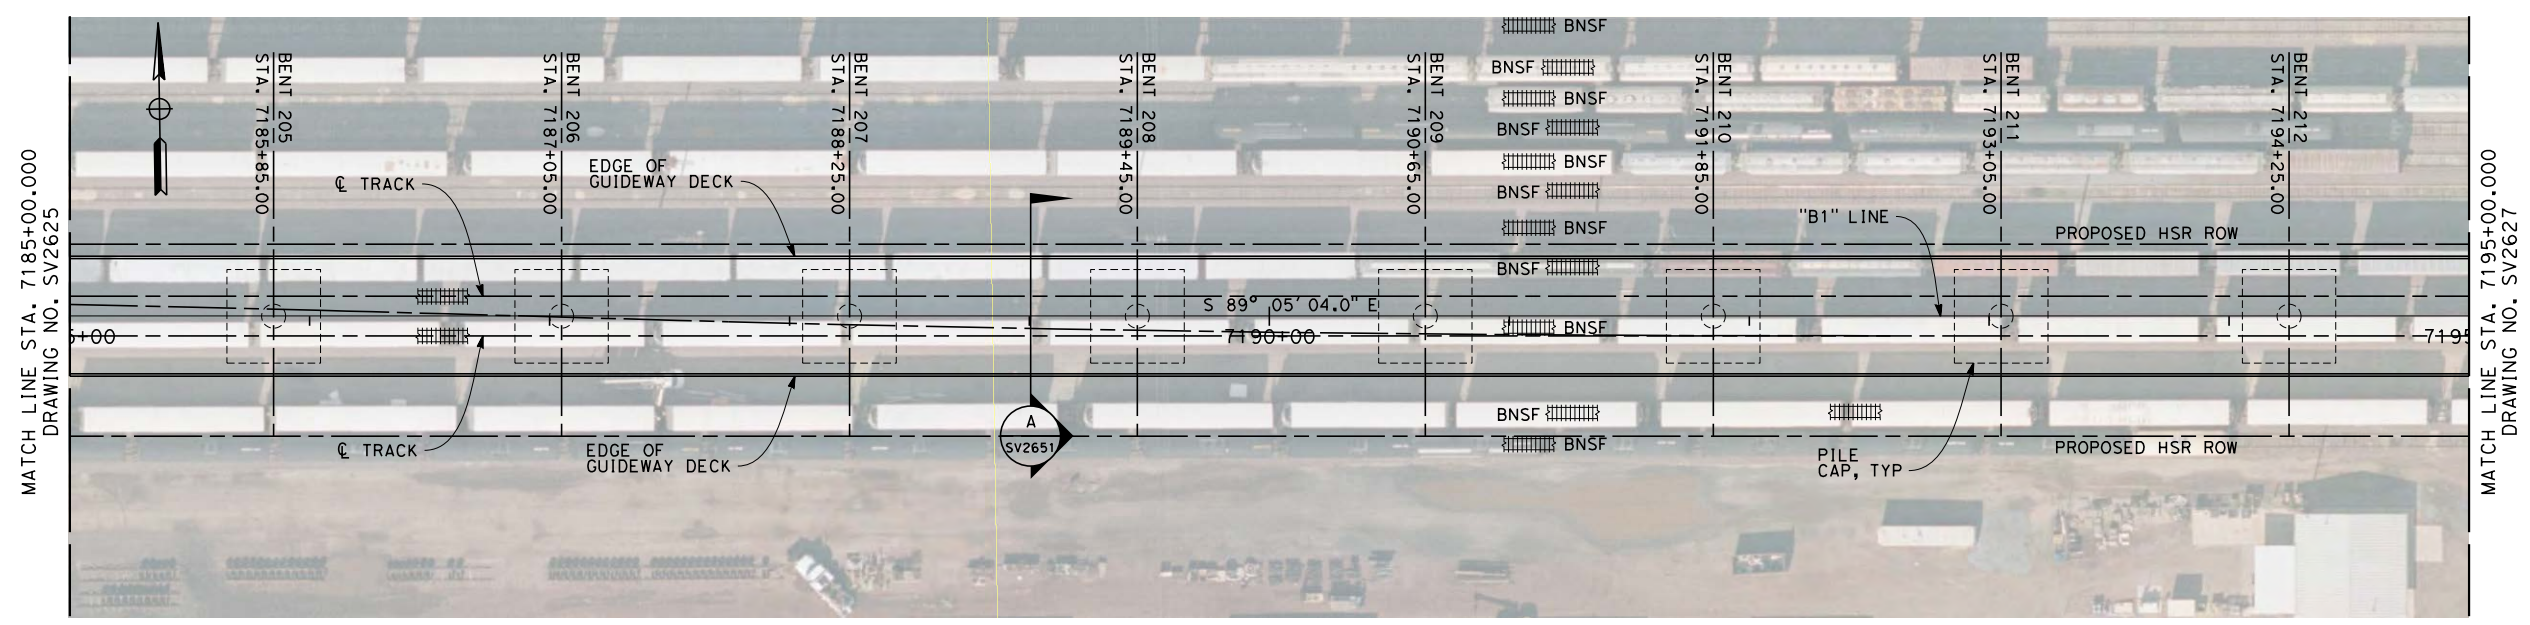 BNSF
BNSF
BNSF
BNSF
BNSF
BNSF
BNSF
BNSF
BNSF
BNSF
BNSF
BENT 205
STA. 7185+85.00
BENT 206
STA. 7187+05.00
BENT 207
STA. 7188+25.00
BENT 208
STA. 7189+45.00
BENT 209
STA. 7190+65.00
BENT 210
STA. 7191+85.00
BENT 211
STA. 7193+05.00
BENT 212
STA. 7194+25.00
MATCH LINE STA. 7185+00.000
DRAWING NO. SV2625
℄ TRACK
EDGE OF
GUIDEWAY DECK
"B1" LINE
PROPOSED HSR ROW
S 89° 05' 04.0" E
5+00
7190+00
7195
℄ TRACK
EDGE OF
GUIDEWAY DECK
A
SV2651
PILE
CAP, TYP
PROPOSED HSR ROW
MATCH LINE STA. 7195+00.000
DRAWING NO. SV2627